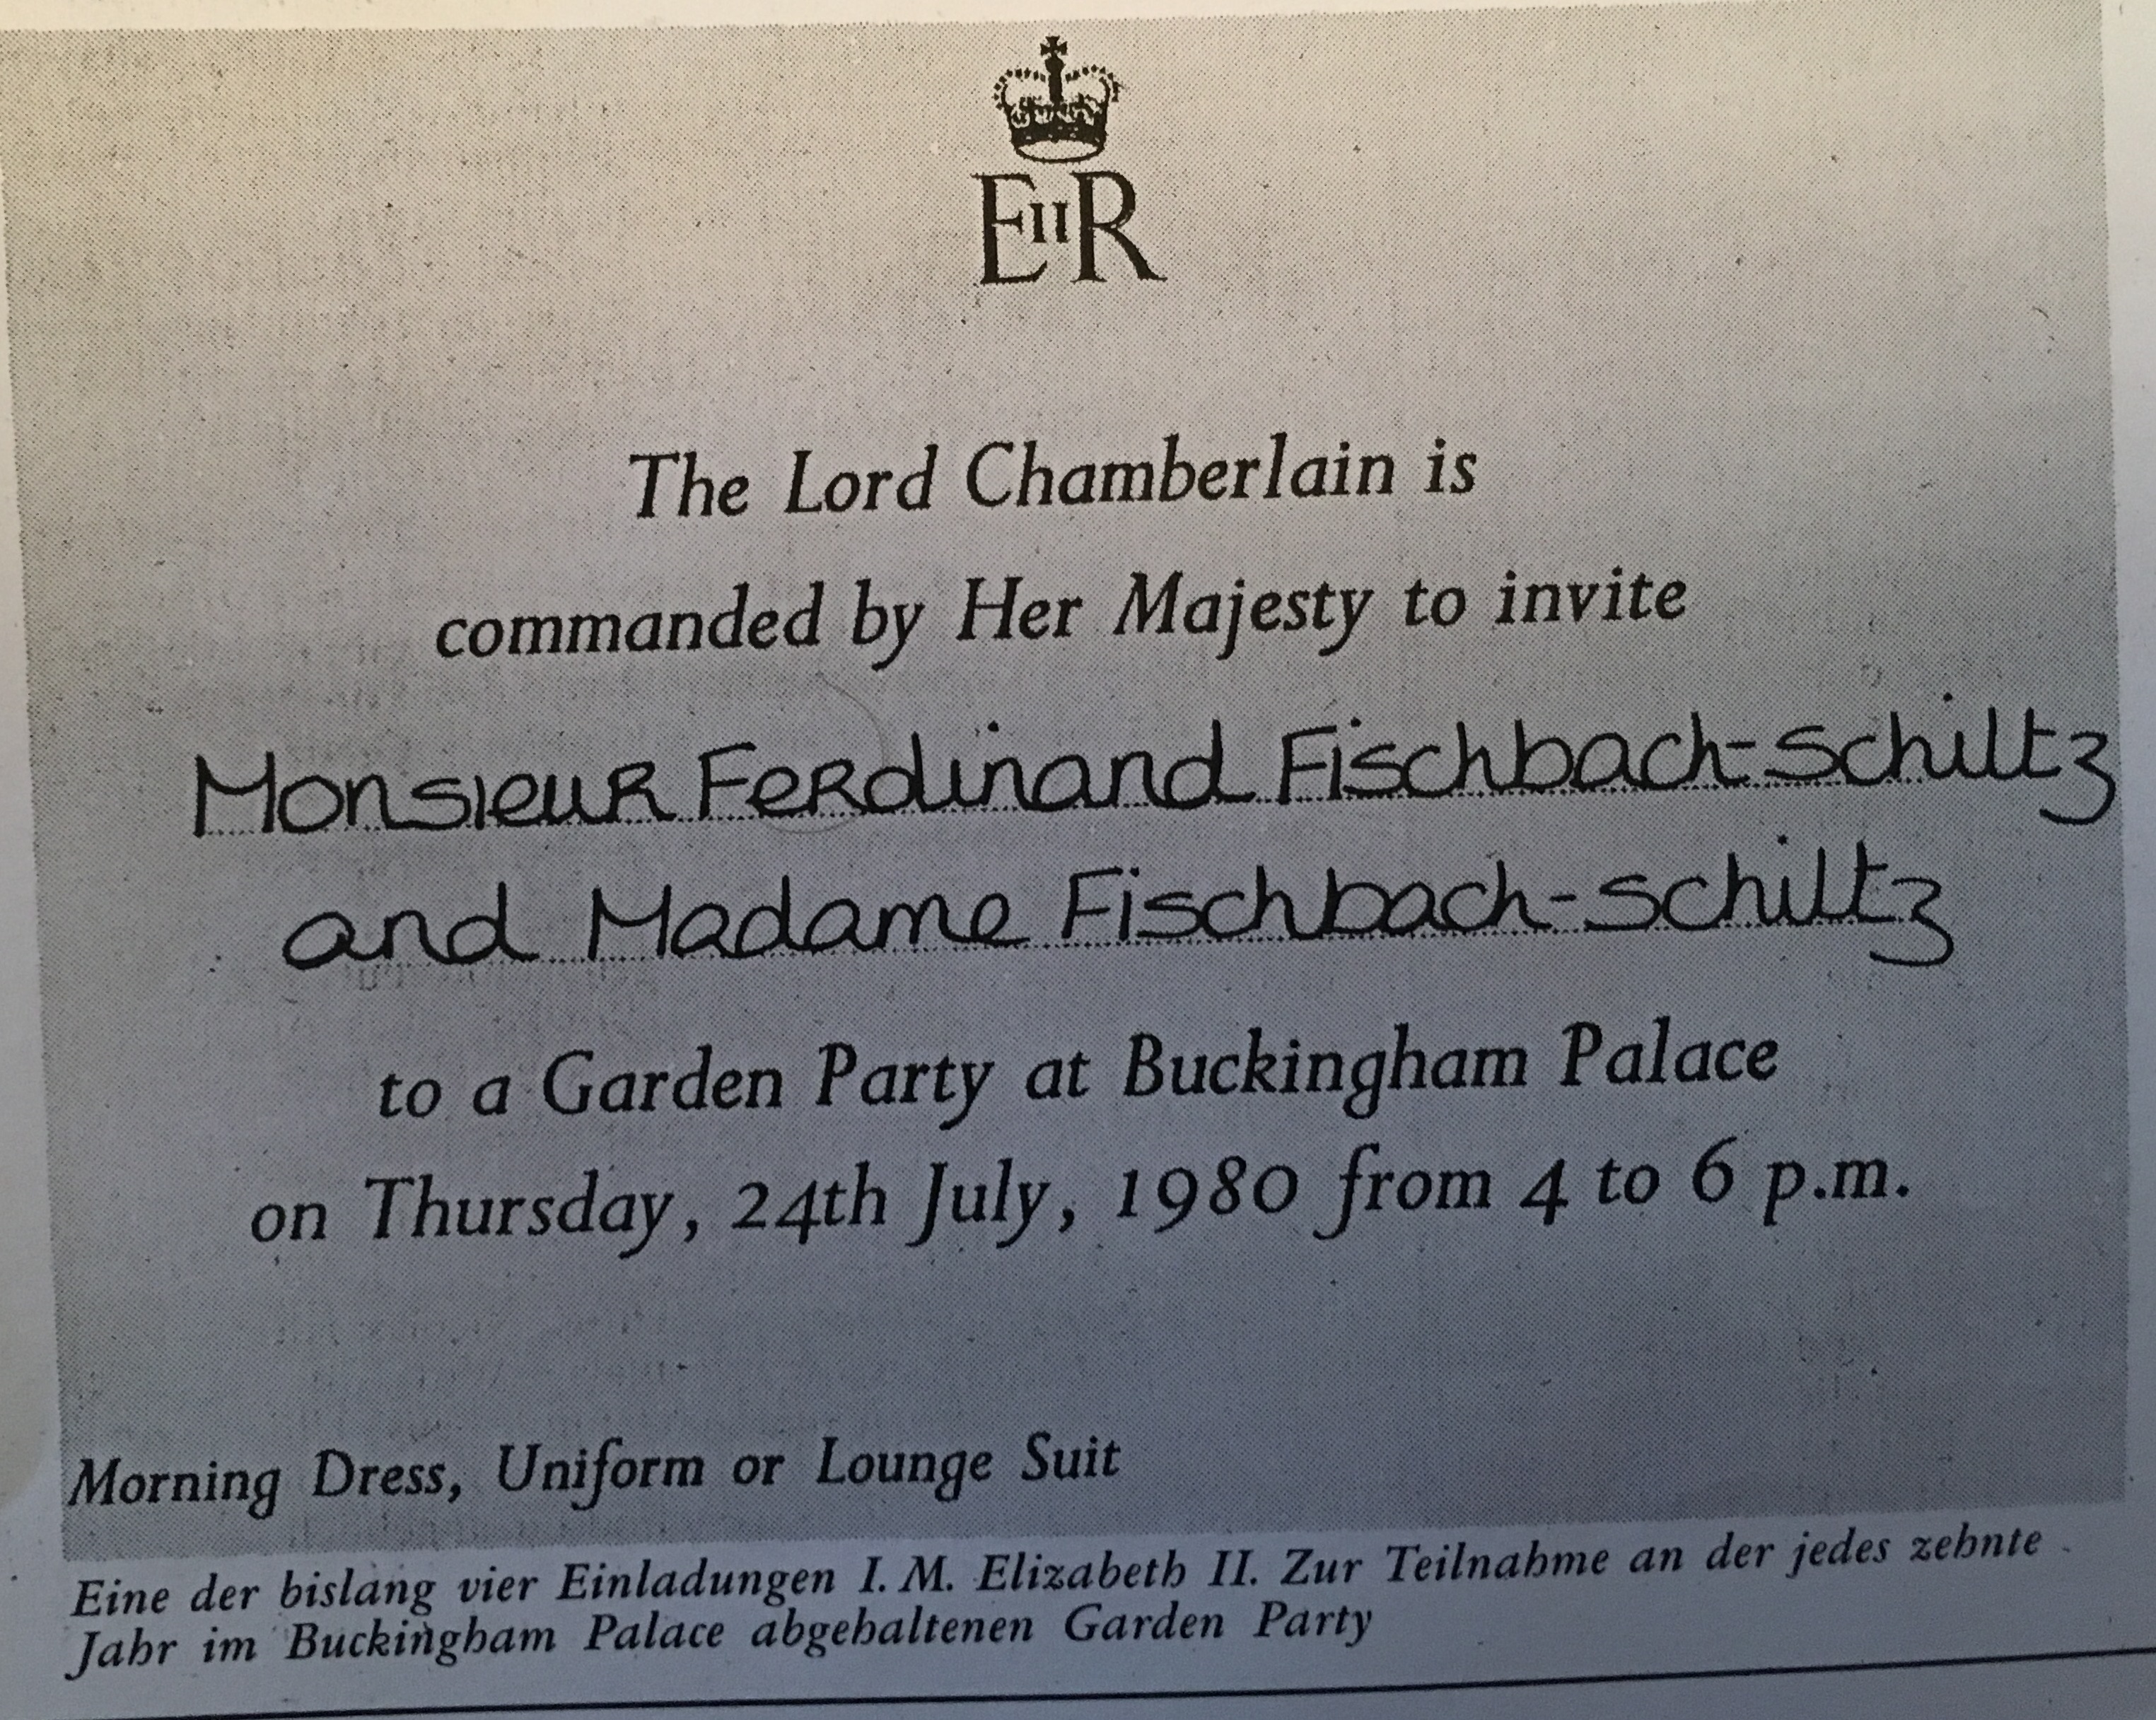 EIIR
The Lord Chamberlain is
commanded by Her Majesty to invite
Monsieur Ferdinand Fischbach-Schiltz
and Madame Fischbach-Schiltz
to a Garden Party at Buckingham Palace
on Thursday, 24th July, 1980 from 4 to 6 p.m.
Morning Dress, Uniform or Lounge Suit
Eine der bislang vier Einladungen I. M. Elizabeth II. Zur Teilnahme an der jedes zehnte
Jahr im Buckingham Palace abgehaltenen Garden Party